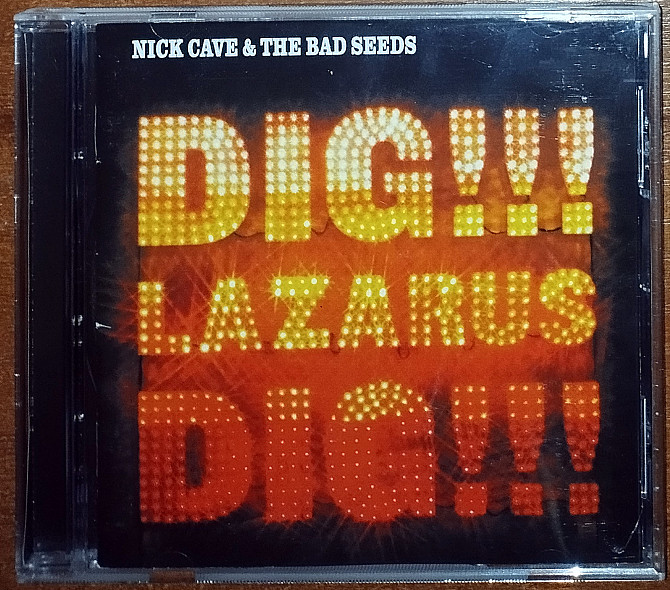 NICK CAVE & THE BAD SEEDS
DIG!!!
LAZARUS
DIG!!!